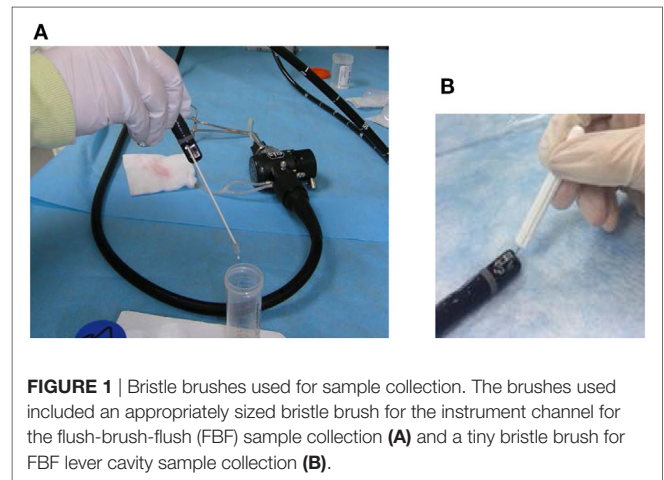 A
B
FIGURE 1 | Bristle brushes used for sample collection. The brushes used
included an appropriately sized bristle brush for the instrument channel for
the flush-brush-flush (FBF) sample collection (A) and a tiny bristle brush for
FBF lever cavity sample collection (B).